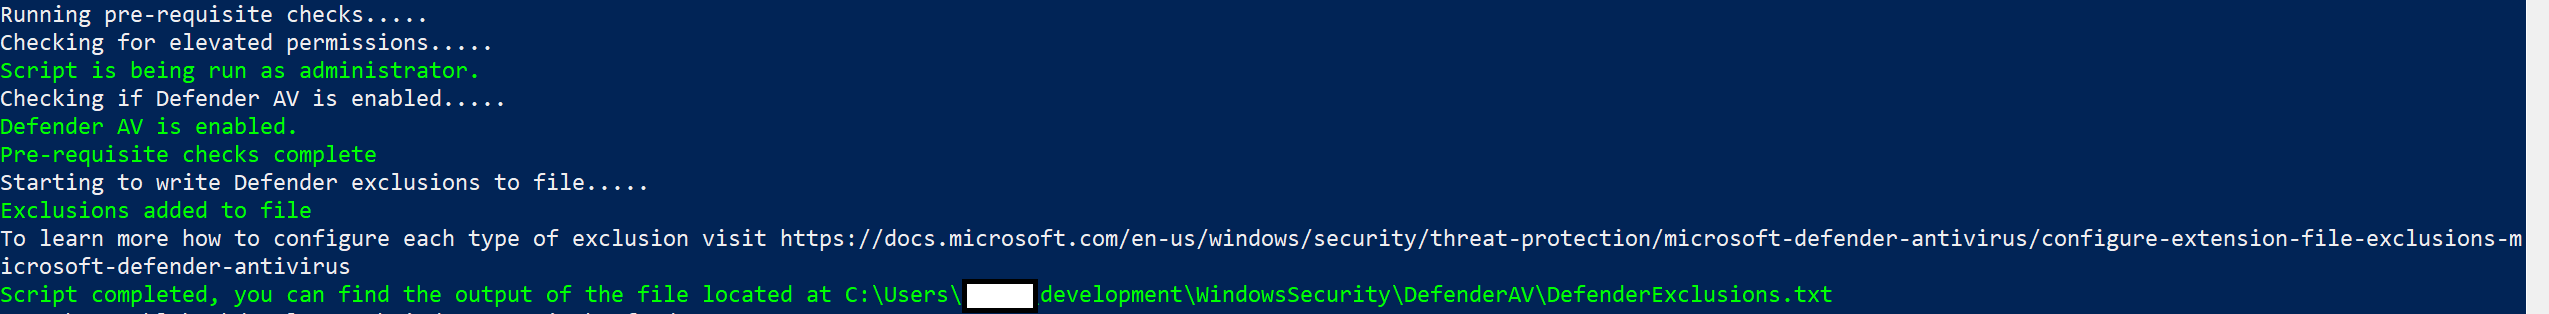 Running pre-requisite checks.....
Checking for elevated permissions.....
Script is being run as administrator.
Checking if Defender AV is enabled.....
Defender AV is enabled.
Pre-requisite checks complete
Starting to write Defender exclusions to file.....
Exclusions added to file
To learn more how to configure each type of exclusion visit https://docs.microsoft.com/en-us/windows/security/threat-protection/microsoft-defender-antivirus/configure-extension-file-exclusions-m
icrosoft-defender-antivirus
Script completed, you can find the output of the file located at C:\Users\ development\WindowsSecurity\DefenderAV\DefenderExclusions.txt